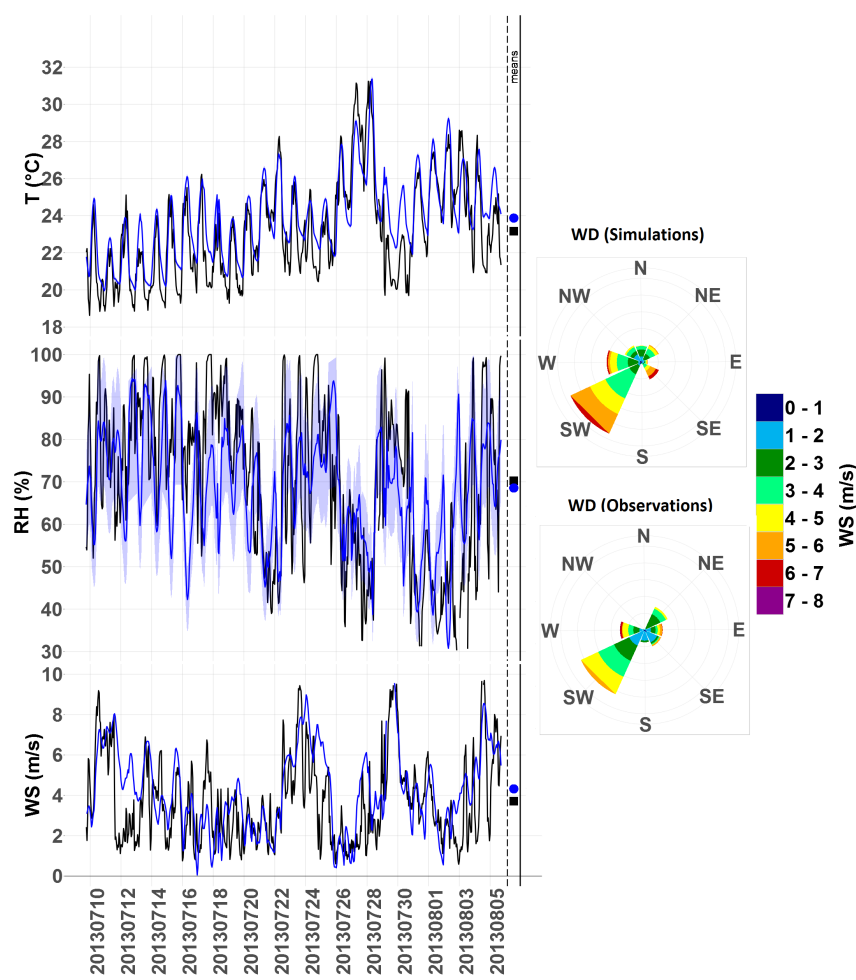 means
32
30
28
26
24
22
20
18
T (°C)
100
90
80
70
60
50
40
30
RH (%)
10
8
6
4
2
0
WS (m/s)
20130710
20130712
20130714
20130716
20130718
20130720
20130722
20130724
20130726
20130728
20130730
20130801
20130803
20130805
WD (Simulations)
N
NW
NE
W
E
SW
SE
S
WD (Observations)
N
NW
NE
W
E
SW
SE
S
0 - 1
1 - 2
2 - 3
3 - 4
4 - 5
5 - 6
6 - 7
7 - 8
WS (m/s)